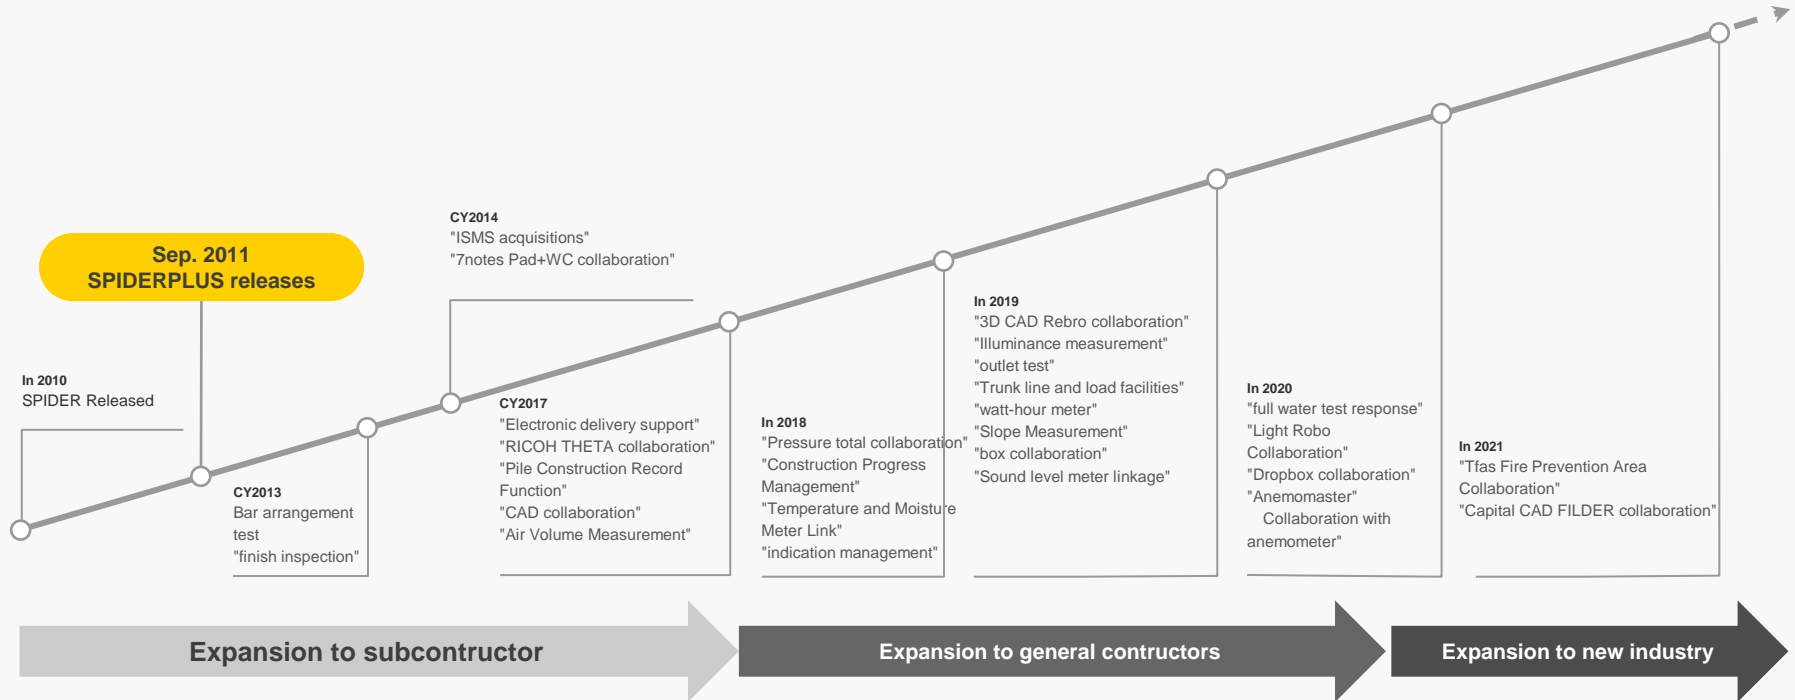 Sep. 2011
SPIDERPLUS releases
In 2010
SPIDER Released
CY2013
Bar arrangement
test
"finish inspection"
CY2014
"ISMS acquisitions"
"7notes Pad+WC collaboration"
CY2017
"Electronic delivery support"
"RICOH THETA collaboration"
"Pile Construction Record
Function"
"CAD collaboration"
"Air Volume Measurement"
In 2018
"Pressure total collaboration"
"Construction Progress
Management"
"Temperature and Moisture
Meter Link"
"indication management"
In 2019
"3D CAD Rebro collaboration"
"Illuminance measurement"
"outlet test"
"Trunk line and load facilities"
"watt-hour meter"
"Slope Measurement"
"box collaboration"
"Sound level meter linkage"
In 2020
"full water test response"
"Light Robo
Collaboration"
"Dropbox collaboration"
"Anemomaster"
Collaboration with
anemometer"
In 2021
"Tfas Fire Prevention Area
Collaboration"
"Capital CAD FILDER collaboration"
Expansion to subcontructor
Expansion to general contructors
Expansion to new industry